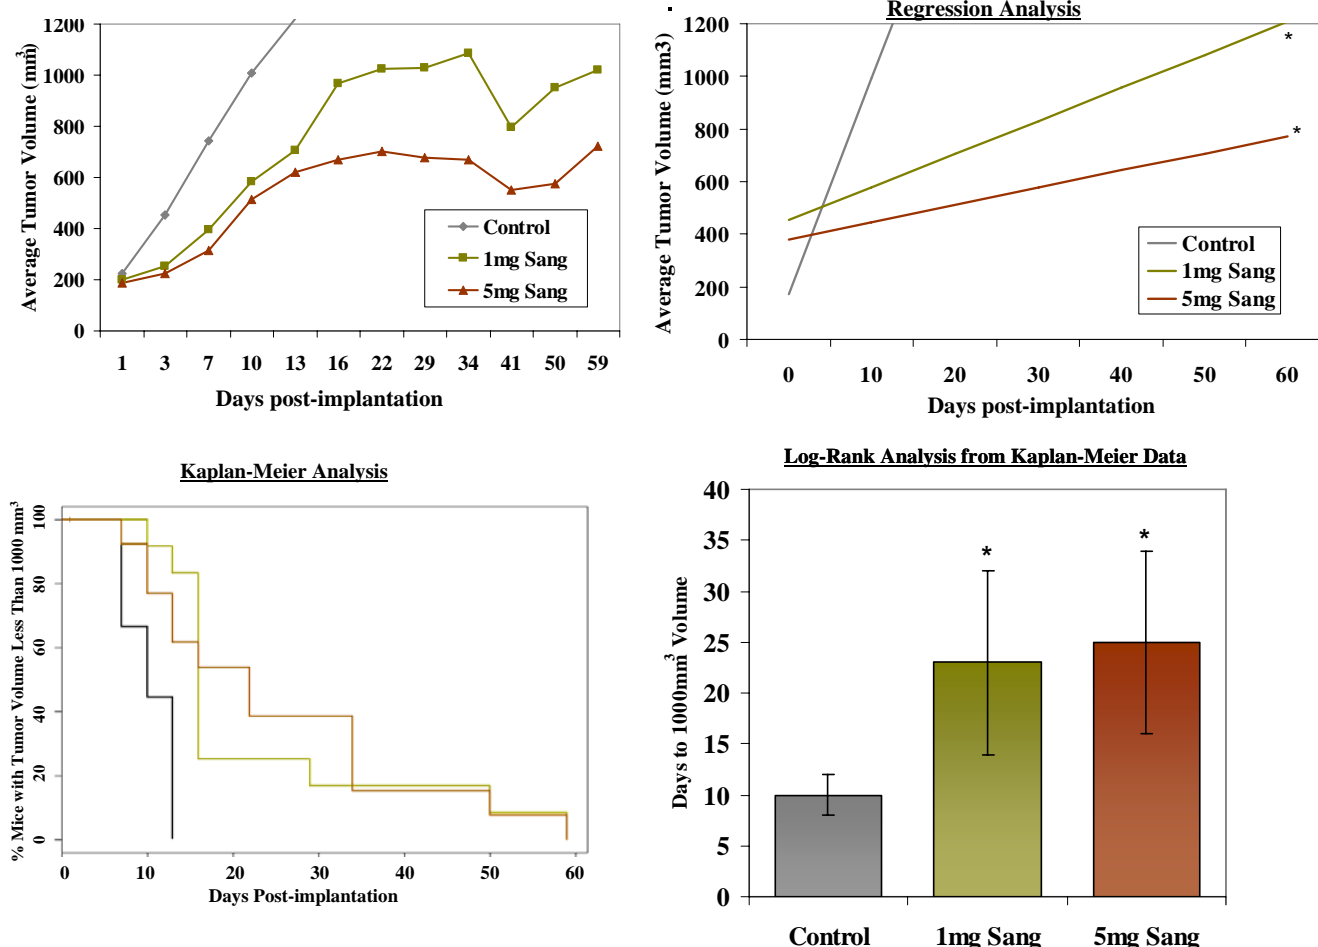 1200
1000
800
600
400
200
0
Average Tumor Volume (mm3)
Control
1mg Sang
5mg Sang
1 3 7 10 13 16 22 29 34 41 50 59
Days post-implantation
Regression Analysis
1200
1000
800
600
400
200
0
Average Tumor Volume (mm3)
*
*
Control
1mg Sang
5mg Sang
0 10 20 30 40 50 60
Days post-implantation
Kaplan-Meier Analysis
% Mice with Tumor Volume Less Than 1000 mm3
100
80
60
40
20
0
0 10 20 30 40 50 60
Days Post-implantation
Log-Rank Analysis from Kaplan-Meier Data
40
35
30
25
20
15
10
5
0
Days to 1000mm3 Volume
* *
Control 1mg Sang 5mg Sang